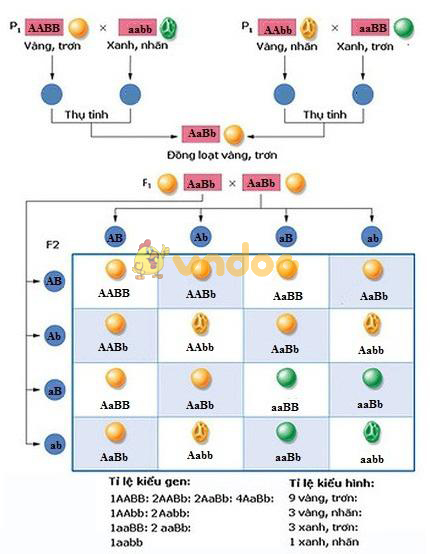 P₁ AABB × aabb P₁ AAbb × aaBB
Vàng, trơn Xanh, nhăn Vàng, nhăn Xanh, trơn
Thụ tinh Thụ tinh
AaBb
Đồng loạt vàng, trơn
F₁ AaBb × AaBb
F2 AB Ab aB ab
vndoc
AB
AABB AABb AaBB AaBb
Ab
AABb AAbb AaBb Aabb
aB
AaBB AaBb aaBB aaBb
ab
AaBb Aabb aaBb aabb
Tỉ lệ kiểu gen: Tỉ lệ kiểu hình:
1AABB: 2AABb: 2AaBb: 4AaBb: 9 vàng, trơn:
1AAbb: 2 Aabb: 3 vàng, nhăn:
1aaBB: 2 aaBb: 3 xanh, trơn:
1aabb 1 xanh, nhăn